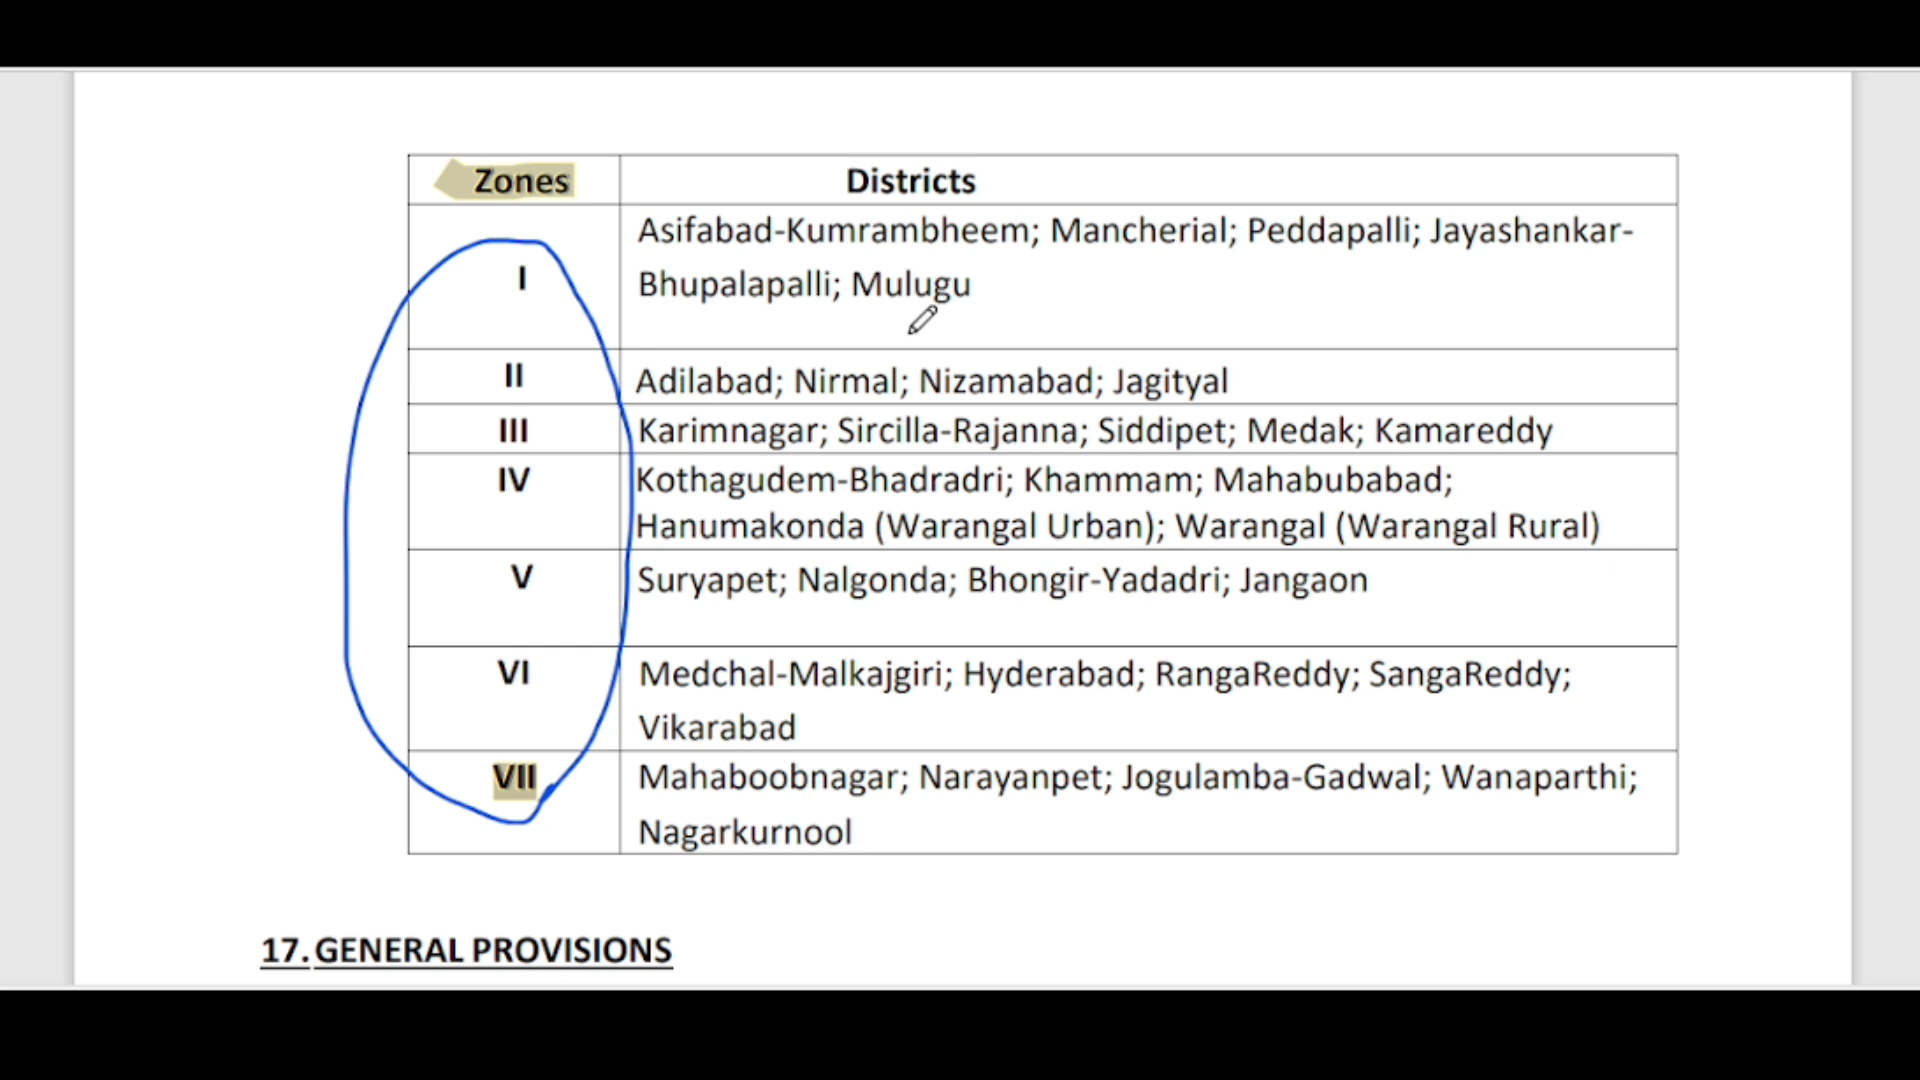 Zones Districts
I
Asifabad-Kumrambheem; Mancherial; Peddapalli; Jayashankar-
Bhupalapalli; Mulugu
II Adilabad; Nirmal; Nizamabad; Jagityal
III Karimnagar; Sircilla-Rajanna; Siddipet; Medak; Kamareddy
IV Kothagudem-Bhadradri; Khammam; Mahabubabad;
Hanumakonda (Warangal Urban); Warangal (Warangal Rural)
V Suryapet; Nalgonda; Bhongir-Yadadri; Jangaon
VI Medchal-Malkajgiri; Hyderabad; RangaReddy; SangaReddy;
Vikarabad
VII Mahaboobnagar; Narayanpet; Jogulamba-Gadwal; Wanaparthi;
Nagarkurnool
17. GENERAL PROVISIONS